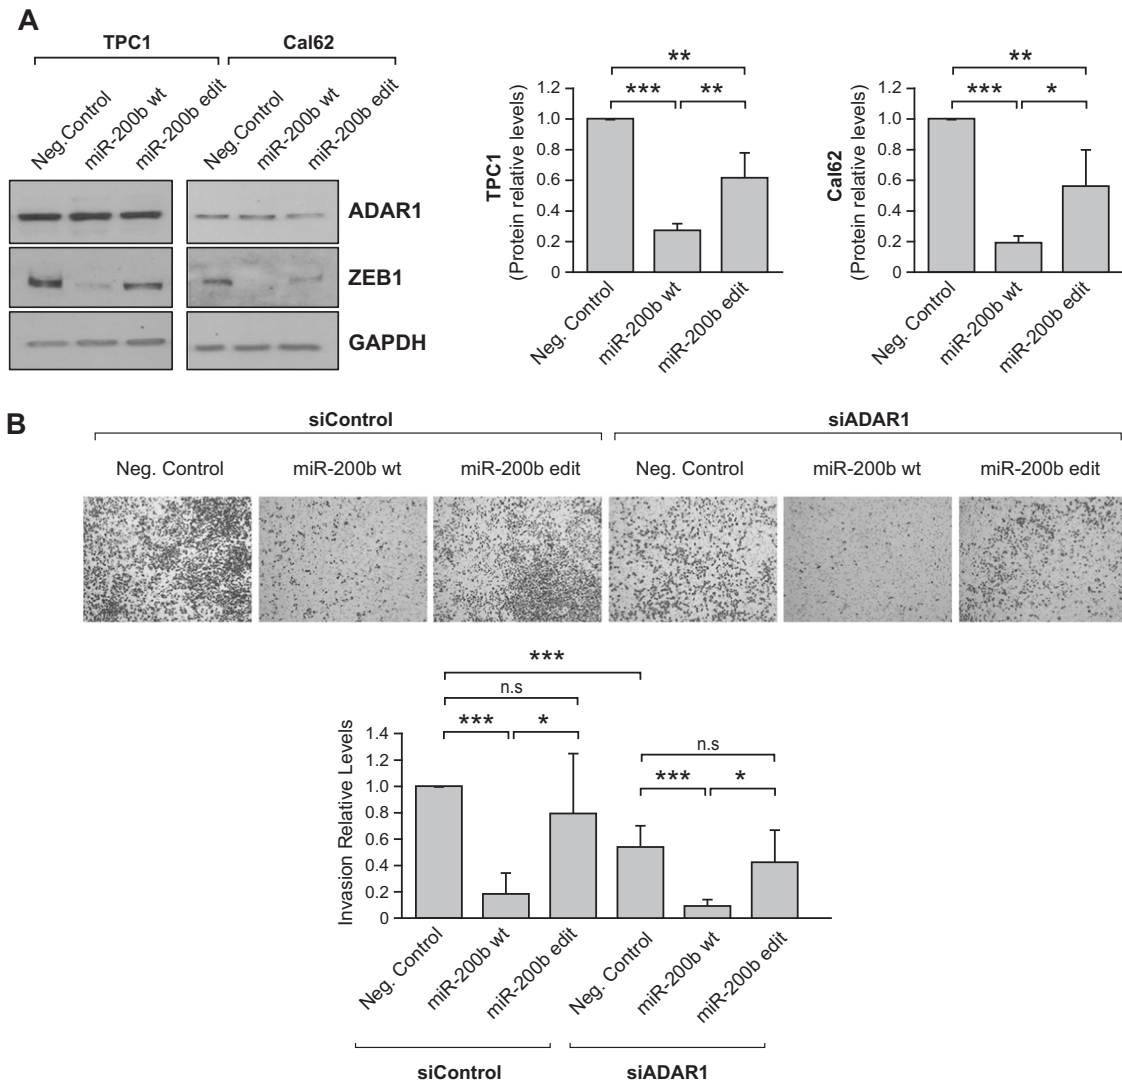 A
TPC1 Cal62
Neg. Control miR-200b wt miR-200b edit Neg. Control miR-200b wt miR-200b edit
ADAR1
ZEB1
GAPDH
**
*** **
TPC1
(Protein relative levels)
1.2
1.0
0.8
0.6
0.4
0.2
0
Neg. Control miR-200b wt miR-200b edit
**
*** *
Cal62
(Protein relative levels)
1.2
1.0
0.8
0.6
0.4
0.2
0
Neg. Control miR-200b wt miR-200b edit
B
siControl siADAR1
Neg. Control miR-200b wt miR-200b edit Neg. Control miR-200b wt miR-200b edit
***
n.s
*** *
n.s
*** *
Invasion Relative Levels
1.4
1.2
1.0
0.8
0.6
0.4
0.2
0
Neg. Control miR-200b wt miR-200b edit Neg. Control miR-200b wt miR-200b edit
siControl siADAR1